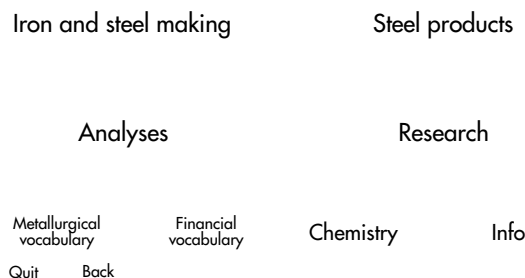 Iron and steel making
Steel products
Analyses
Research
Metallurgical
vocabulary
Financial
vocabulary
Chemistry
Info
Quit
Back